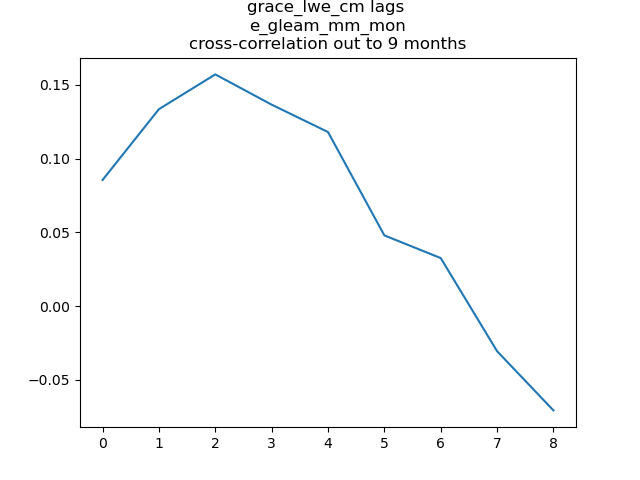 grace_lwe_cm lags
e_gleam_mm_mon
cross-correlation out to 9 months
0.15
0.10
0.05
0.00
−0.05
0 1 2 3 4 5 6 7 8